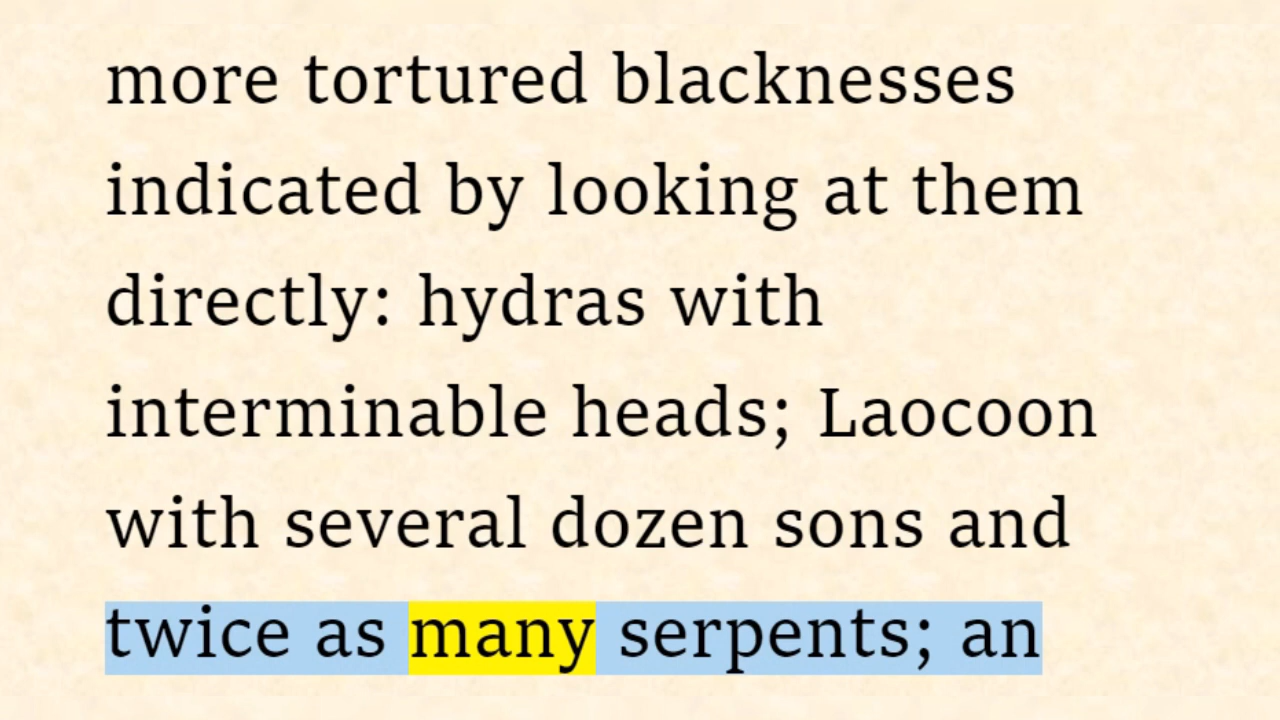 more tortured blacknesses
indicated by looking at them
directly: hydras with
interminable heads; Laocoon
with several dozen sons and
twice as many serpents; an